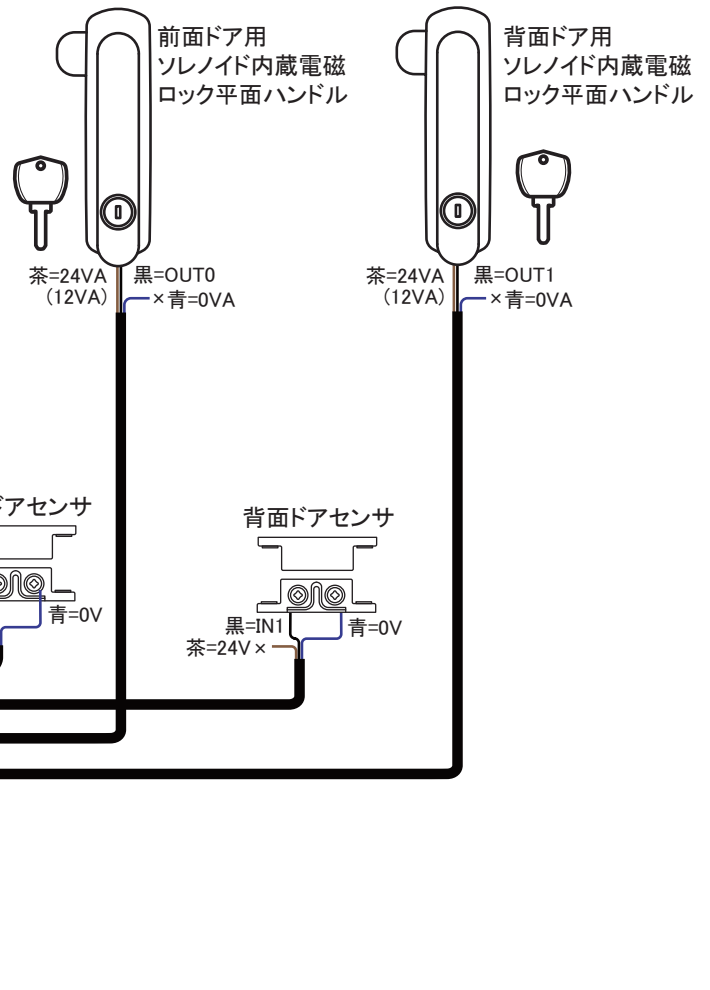 前面ドア用
ソレノイド内蔵電磁
ロック平面ハンドル
背面ドア用
ソレノイド内蔵電磁
ロック平面ハンドル
茶=24VA
(12VA)
黒=OUT0
×青=0VA
茶=24VA
(12VA)
黒=OUT1
×青=0VA
ドアセンサ
青=0V
背面ドアセンサ
黒=IN1
茶=24V×
青=0V